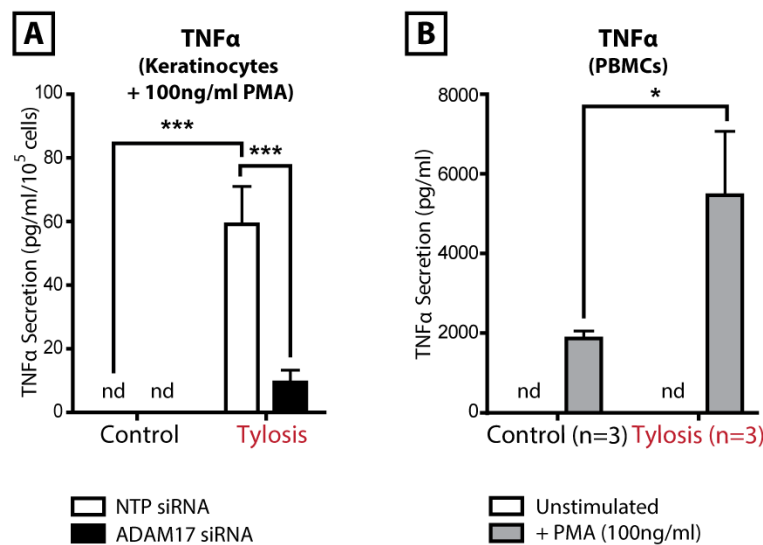 A
TNFα
(Keratinocytes
+ 100ng/ml PMA)
TNFα Secretion (pg/ml/10⁵ cells)
100
80
60
40
20
0
***
***
nd
nd
Control
Tylosis
NTP siRNA
ADAM17 siRNA
B
TNFα
(PBMCs)
TNFα Secretion (pg/ml)
8000
6000
4000
2000
0
*
nd
nd
Control (n=3)
Tylosis (n=3)
Unstimulated
+ PMA (100ng/ml)